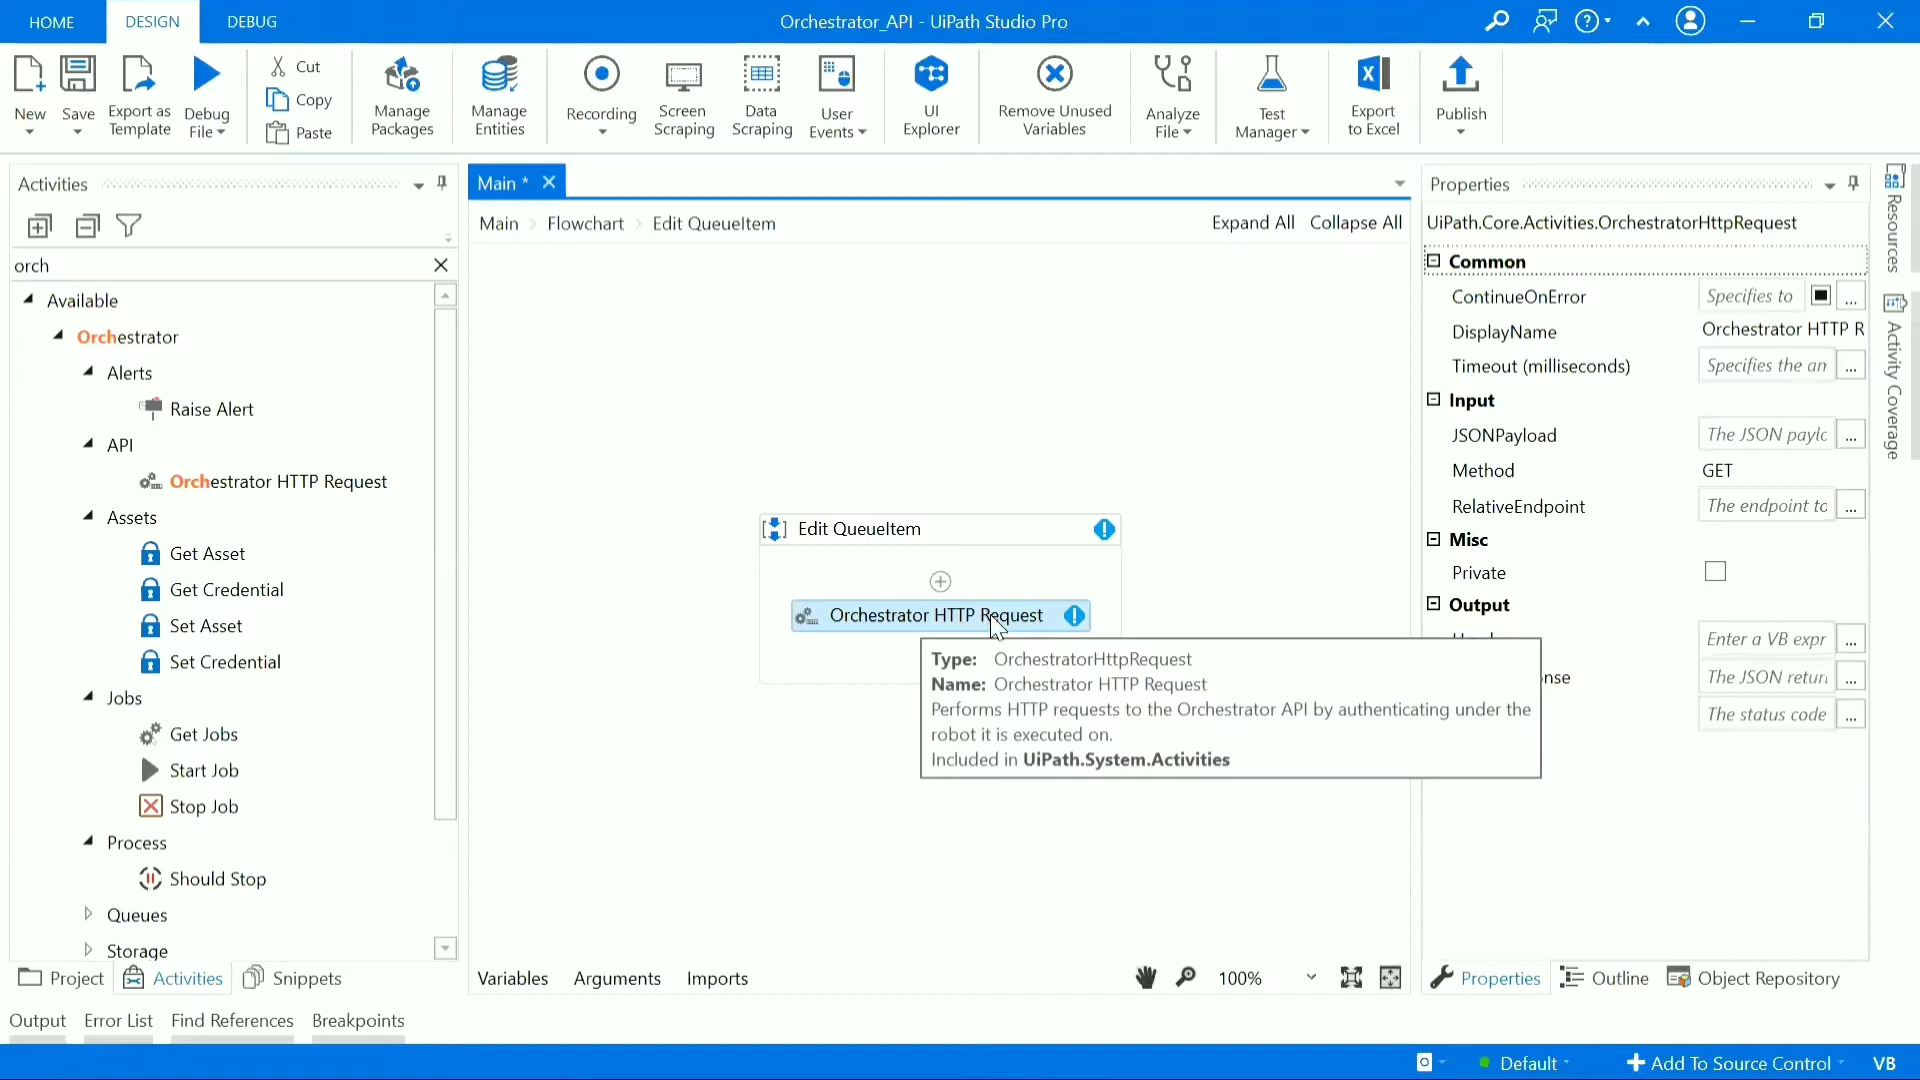 HOME
DESIGN
DEBUG
Orchestrator_API - UiPath Studio Pro
New
Save
Export as
Template
Debug
File
Cut
Copy
Paste
Manage
Packages
Manage
Entities
Recording
Screen
Scraping
Data
Scraping
User
Events
UI
Explorer
Remove Unused
Variables
Analyze
File
Test
Manager
Export
to Excel
Publish
Activities
orch
Available
Orchestrator
Alerts
Raise Alert
API
Orchestrator HTTP Request
Assets
Get Asset
Get Credential
Set Asset
Set Credential
Jobs
Get Jobs
Start Job
Stop Job
Process
Should Stop
Queues
Storage
Project
Activities
Snippets
Main *
Main
Flowchart
Edit QueueItem
Expand All
Collapse All
Edit QueueItem
Orchestrator HTTP Request
Type: OrchestratorHttpRequest
Name: Orchestrator HTTP Request
Performs HTTP requests to the Orchestrator API by authenticating under the
robot it is executed on.
Included in UiPath.System.Activities
Variables
Arguments
Imports
100%
Properties
UiPath.Core.Activities.OrchestratorHttpRequest
Common
ContinueOnError
Specifies to
...
DisplayName
Orchestrator HTTP R
Timeout (milliseconds)
Specifies the an
...
Input
JSONPayload
The JSON paylc
...
Method
GET
RelativeEndpoint
The endpoint tc
...
Misc
Private
Output
Enter a VB expr
...
nse
The JSON returi
...
The status code
...
Properties
Outline
Object Repository
Resources
Activity Coverage
Output
Error List
Find References
Breakpoints
Default
Add To Source Control
VB